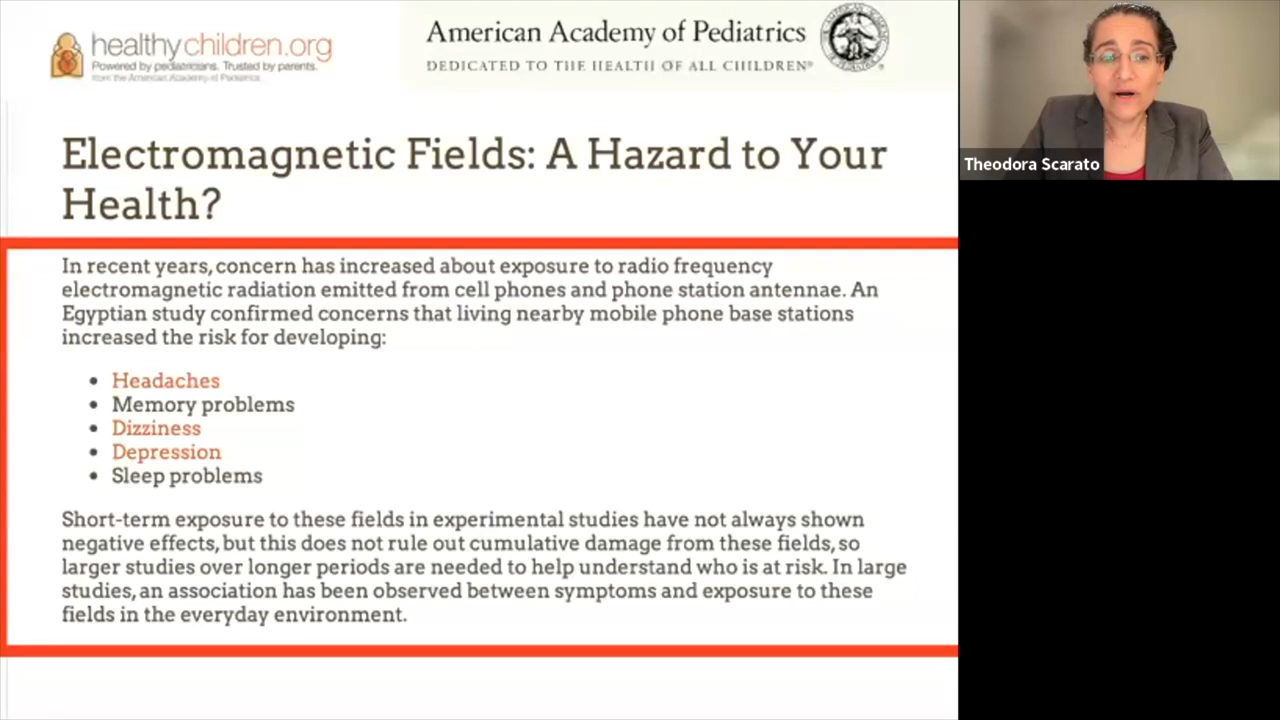 healthychildren.org
Powered by pediatricians. Trusted by parents.
from the American Academy of Pediatrics
American Academy of Pediatrics
DEDICATED TO THE HEALTH OF ALL CHILDREN®
Theodora Scarato
Electromagnetic Fields: A Hazard to Your
Health?
In recent years, concern has increased about exposure to radio frequency
electromagnetic radiation emitted from cell phones and phone station antennae. An
Egyptian study confirmed concerns that living nearby mobile phone base stations
increased the risk for developing:
• Headaches
• Memory problems
• Dizziness
• Depression
• Sleep problems
Short-term exposure to these fields in experimental studies have not always shown
negative effects, but this does not rule out cumulative damage from these fields, so
larger studies over longer periods are needed to help understand who is at risk. In large
studies, an association has been observed between symptoms and exposure to these
fields in the everyday environment.